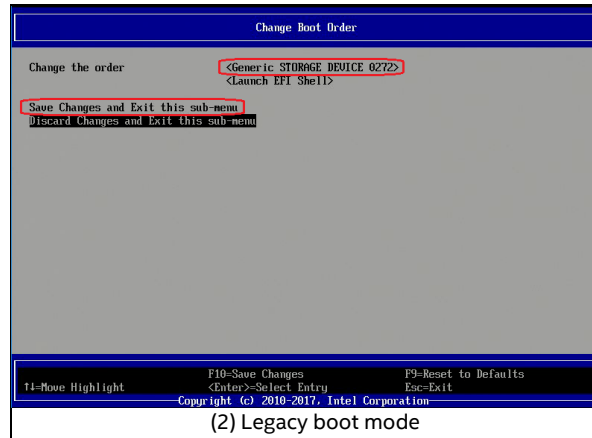 Change Boot Order
Change the order <Generic STORAGE DEVICE 0272>
<Launch EFI Shell>
Save Changes and Exit this sub-menu
Discard Changes and Exit this sub-menu
F10=Save Changes F9=Reset to Defaults
↑↓=Move Highlight <Enter>=Select Entry Esc=Exit
Copyright (c) 2010-2017, Intel Corporation
(2) Legacy boot mode